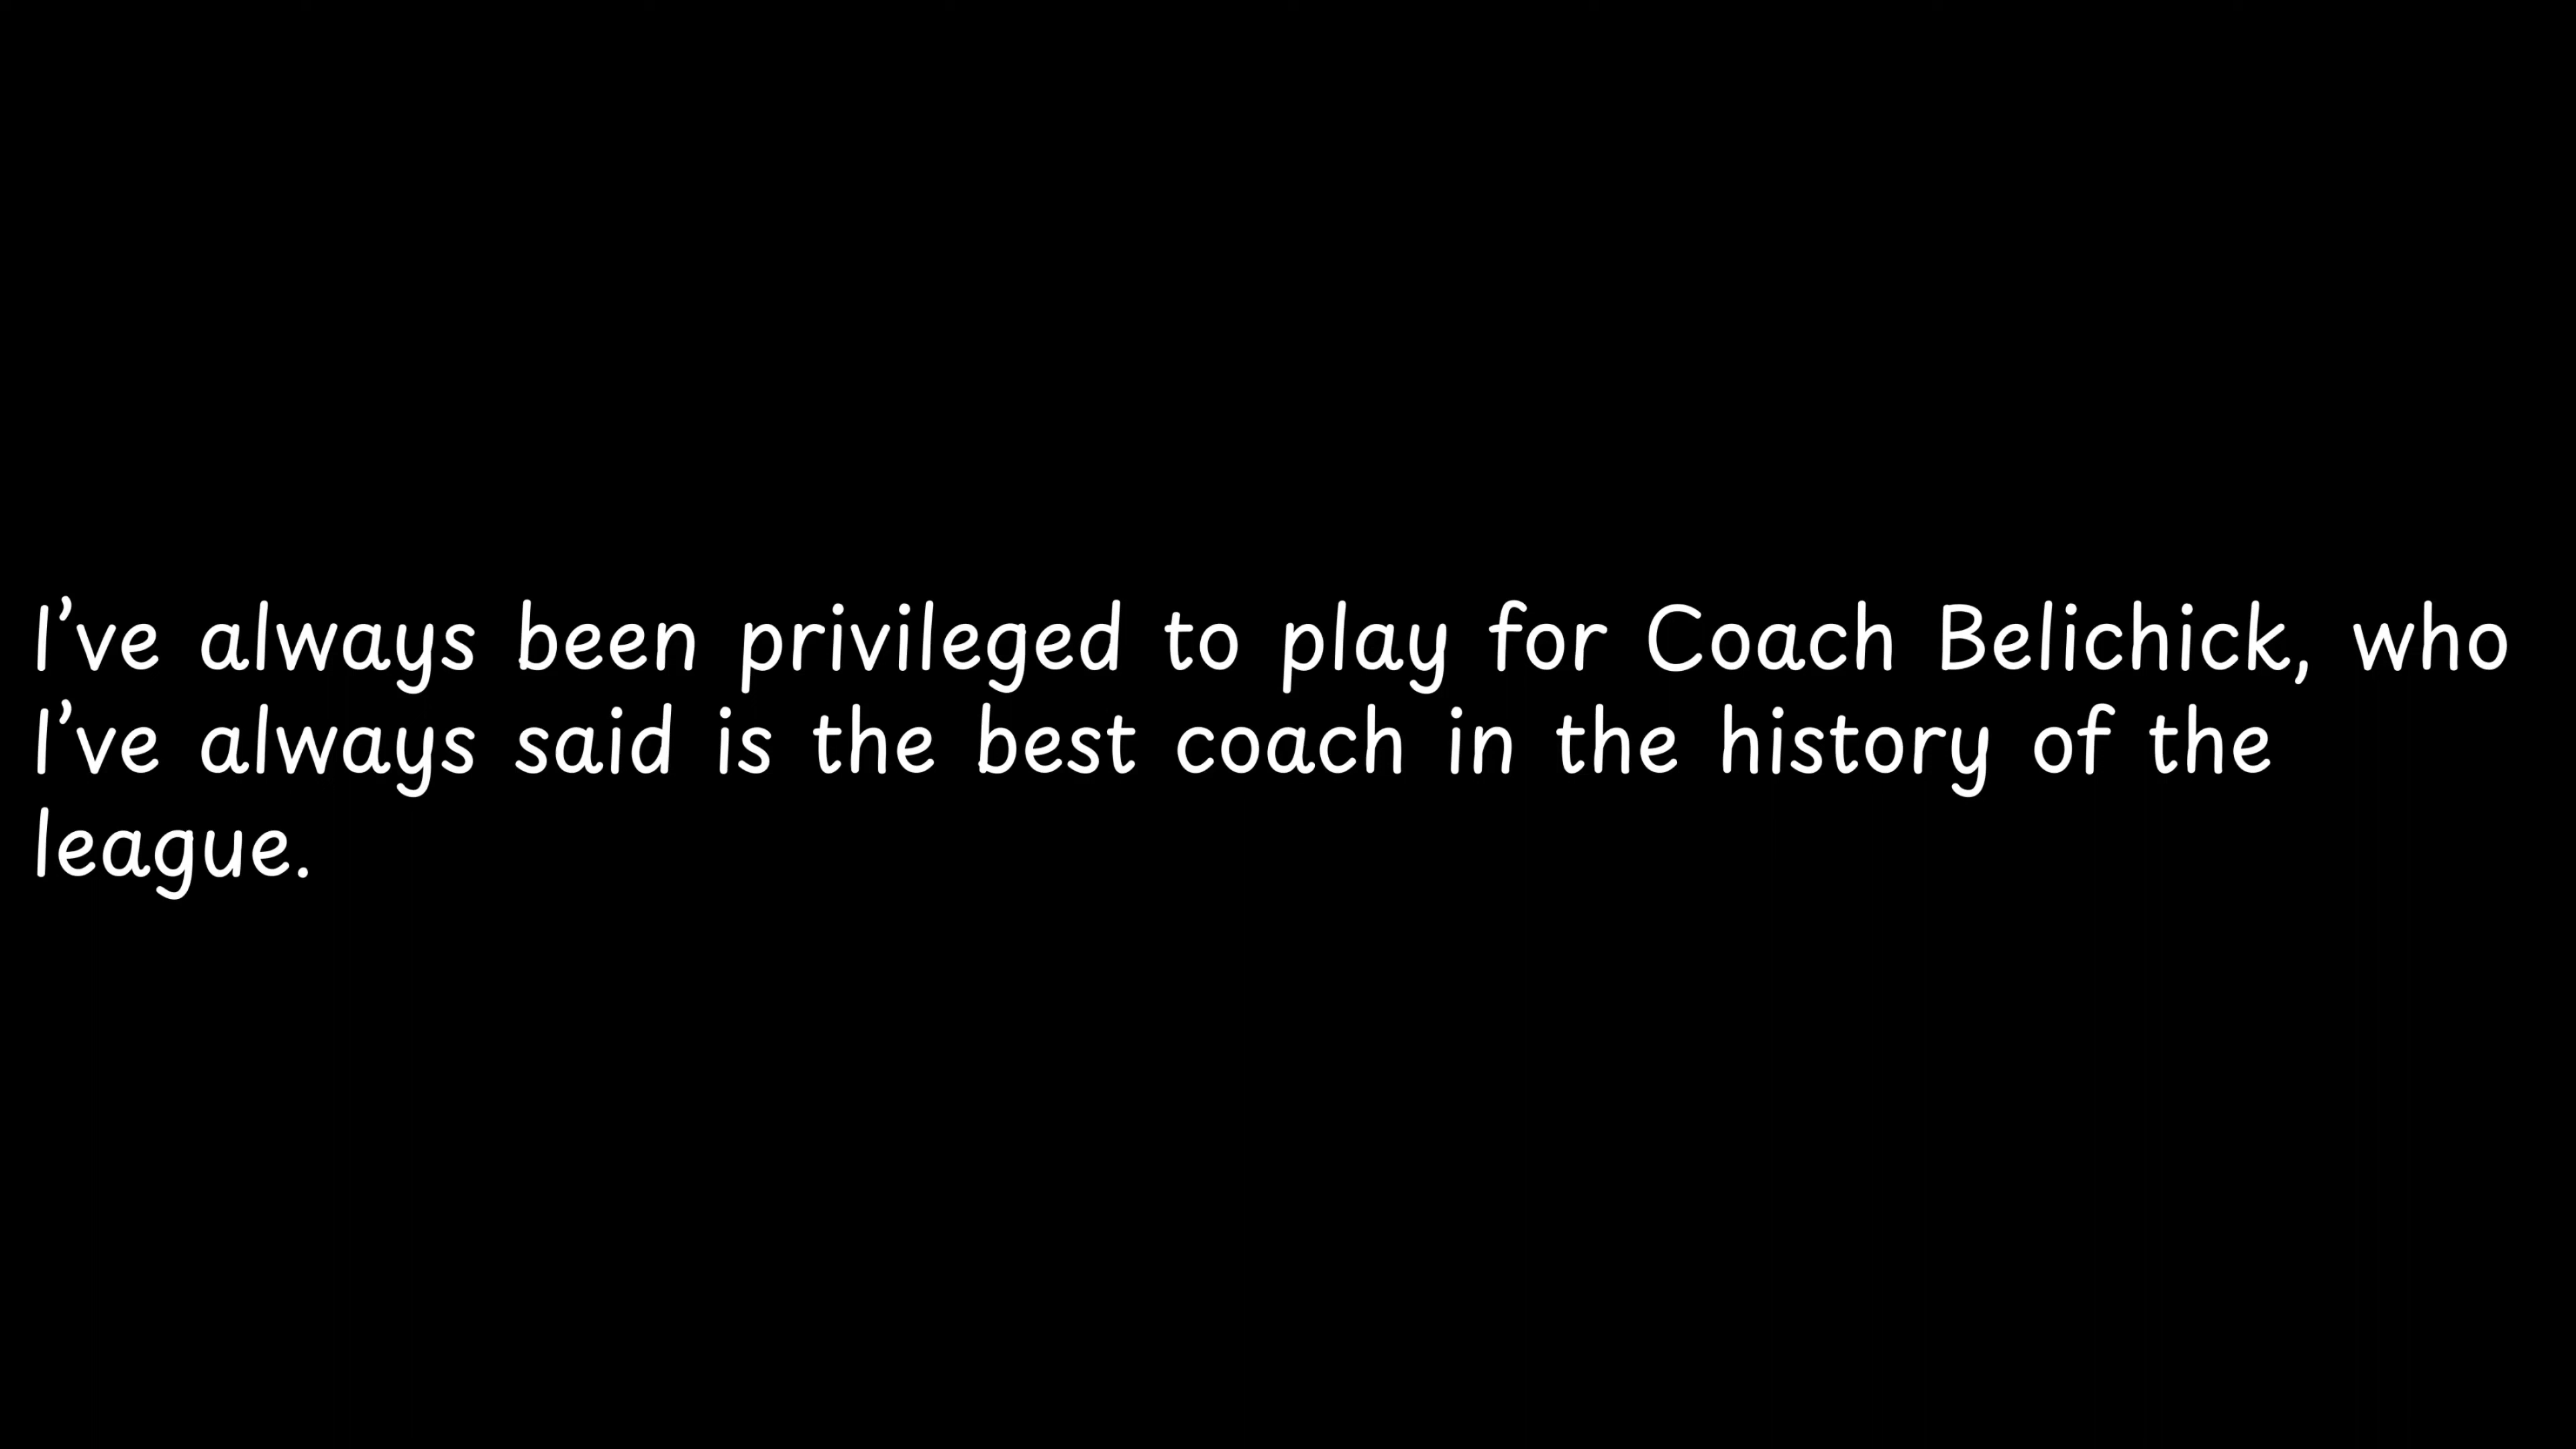 I’ve always been privileged to play for Coach Belichick, who
I’ve always said is the best coach in the history of the
league.